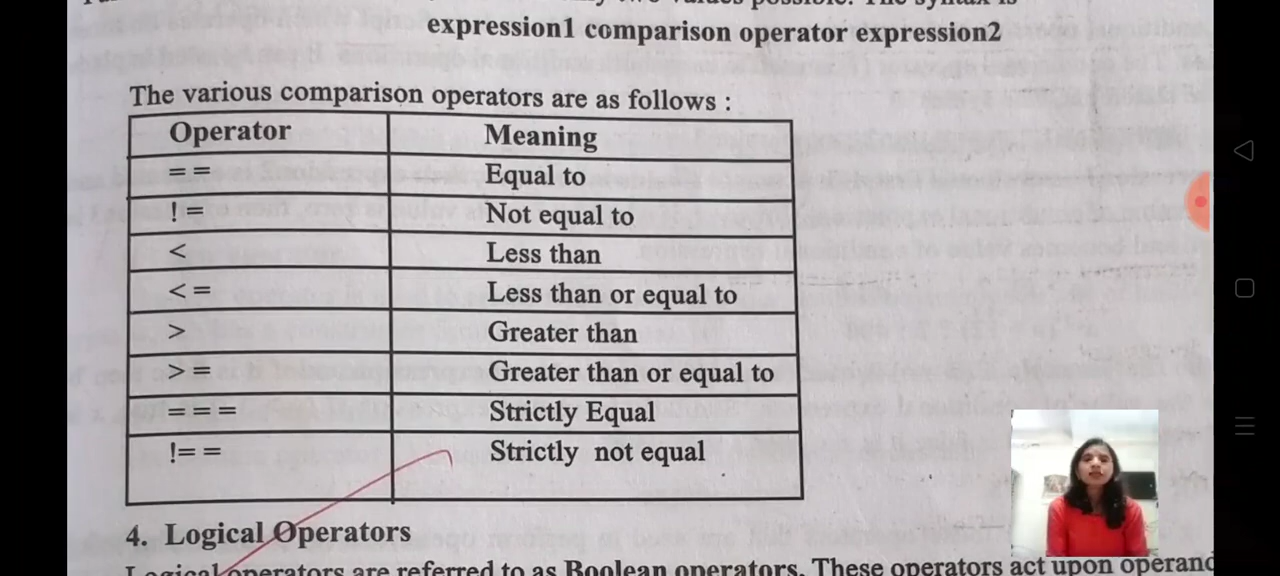 expression1 comparison operator expression2
The various comparison operators are as follows :
Operator Meaning
= = Equal to
! = Not equal to
< Less than
< = Less than or equal to
> Greater than
> = Greater than or equal to
= = = Strictly Equal
!= = Strictly not equal
4. Logical Operators
Logical operators are referred to as Boolean operators. These operators act upon operand